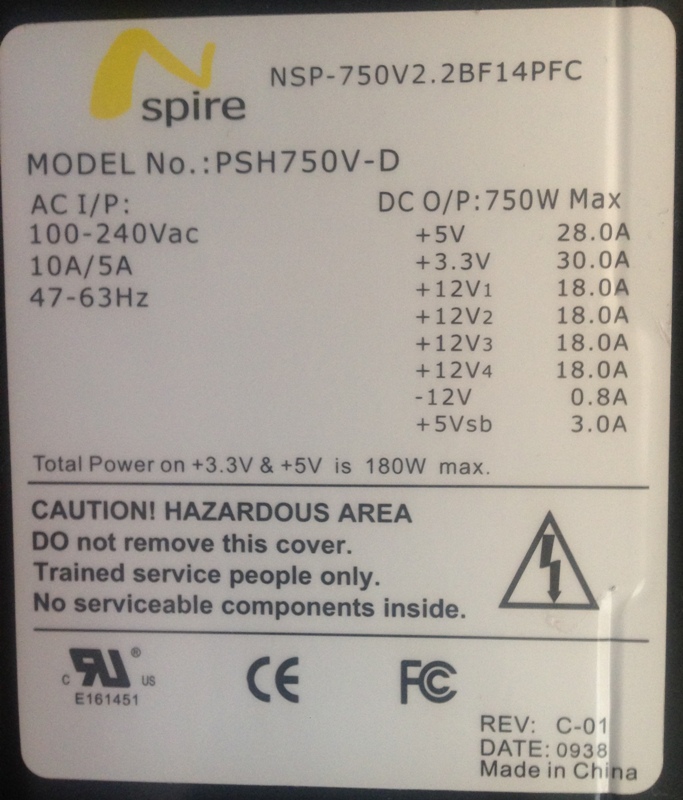 Nspire
NSP-750V2.2BF14PFC
MODEL No.:PSH750V-D
AC I/P:
100-240Vac
10A/5A
47-63Hz
DC O/P:750W Max
+5V 28.0A
+3.3V 30.0A
+12V1 18.0A
+12V2 18.0A
+12V3 18.0A
+12V4 18.0A
-12V 0.8A
+5Vsb 3.0A
Total Power on +3.3V & +5V is 180W max.
CAUTION! HAZARDOUS AREA
DO not remove this cover.
Trained service people only.
No serviceable components inside.
c RU® US
E161451
CE
FC
REV: C-01
DATE: 0938
Made in China